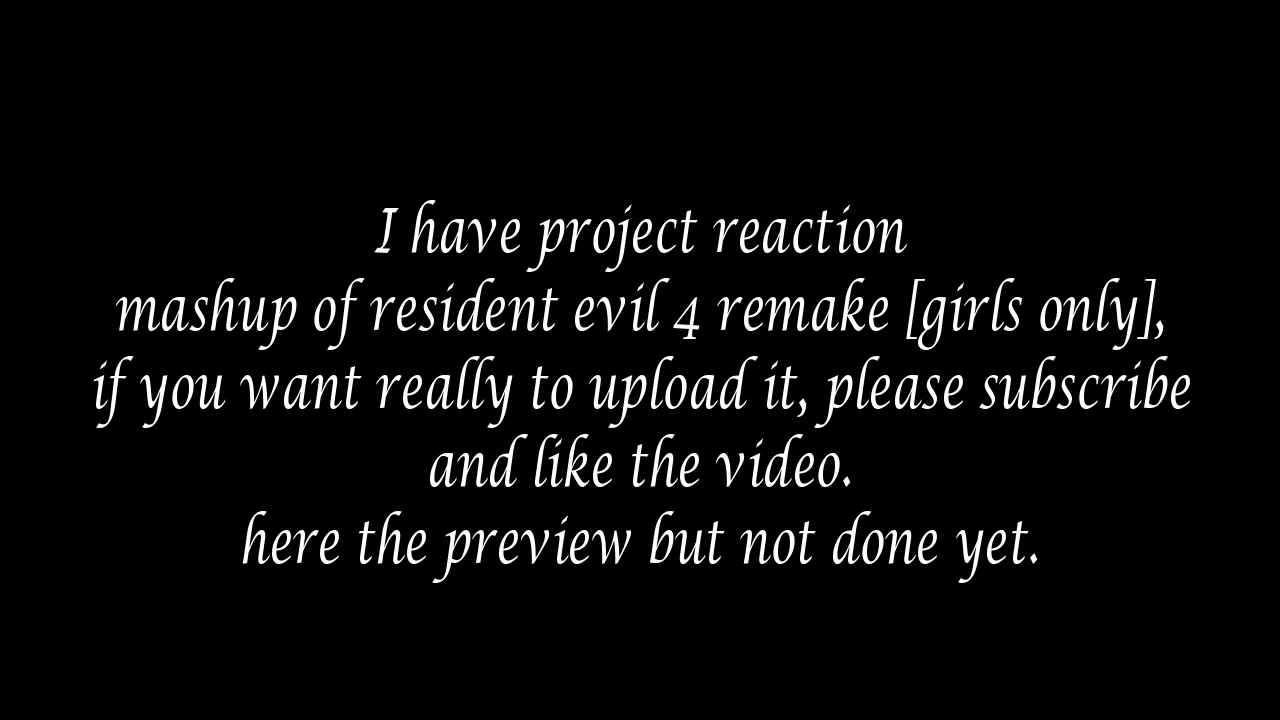 I have project reaction
mashup of resident evil 4 remake [girls only],
if you want really to upload it, please subscribe
and like the video.
here the preview but not done yet.